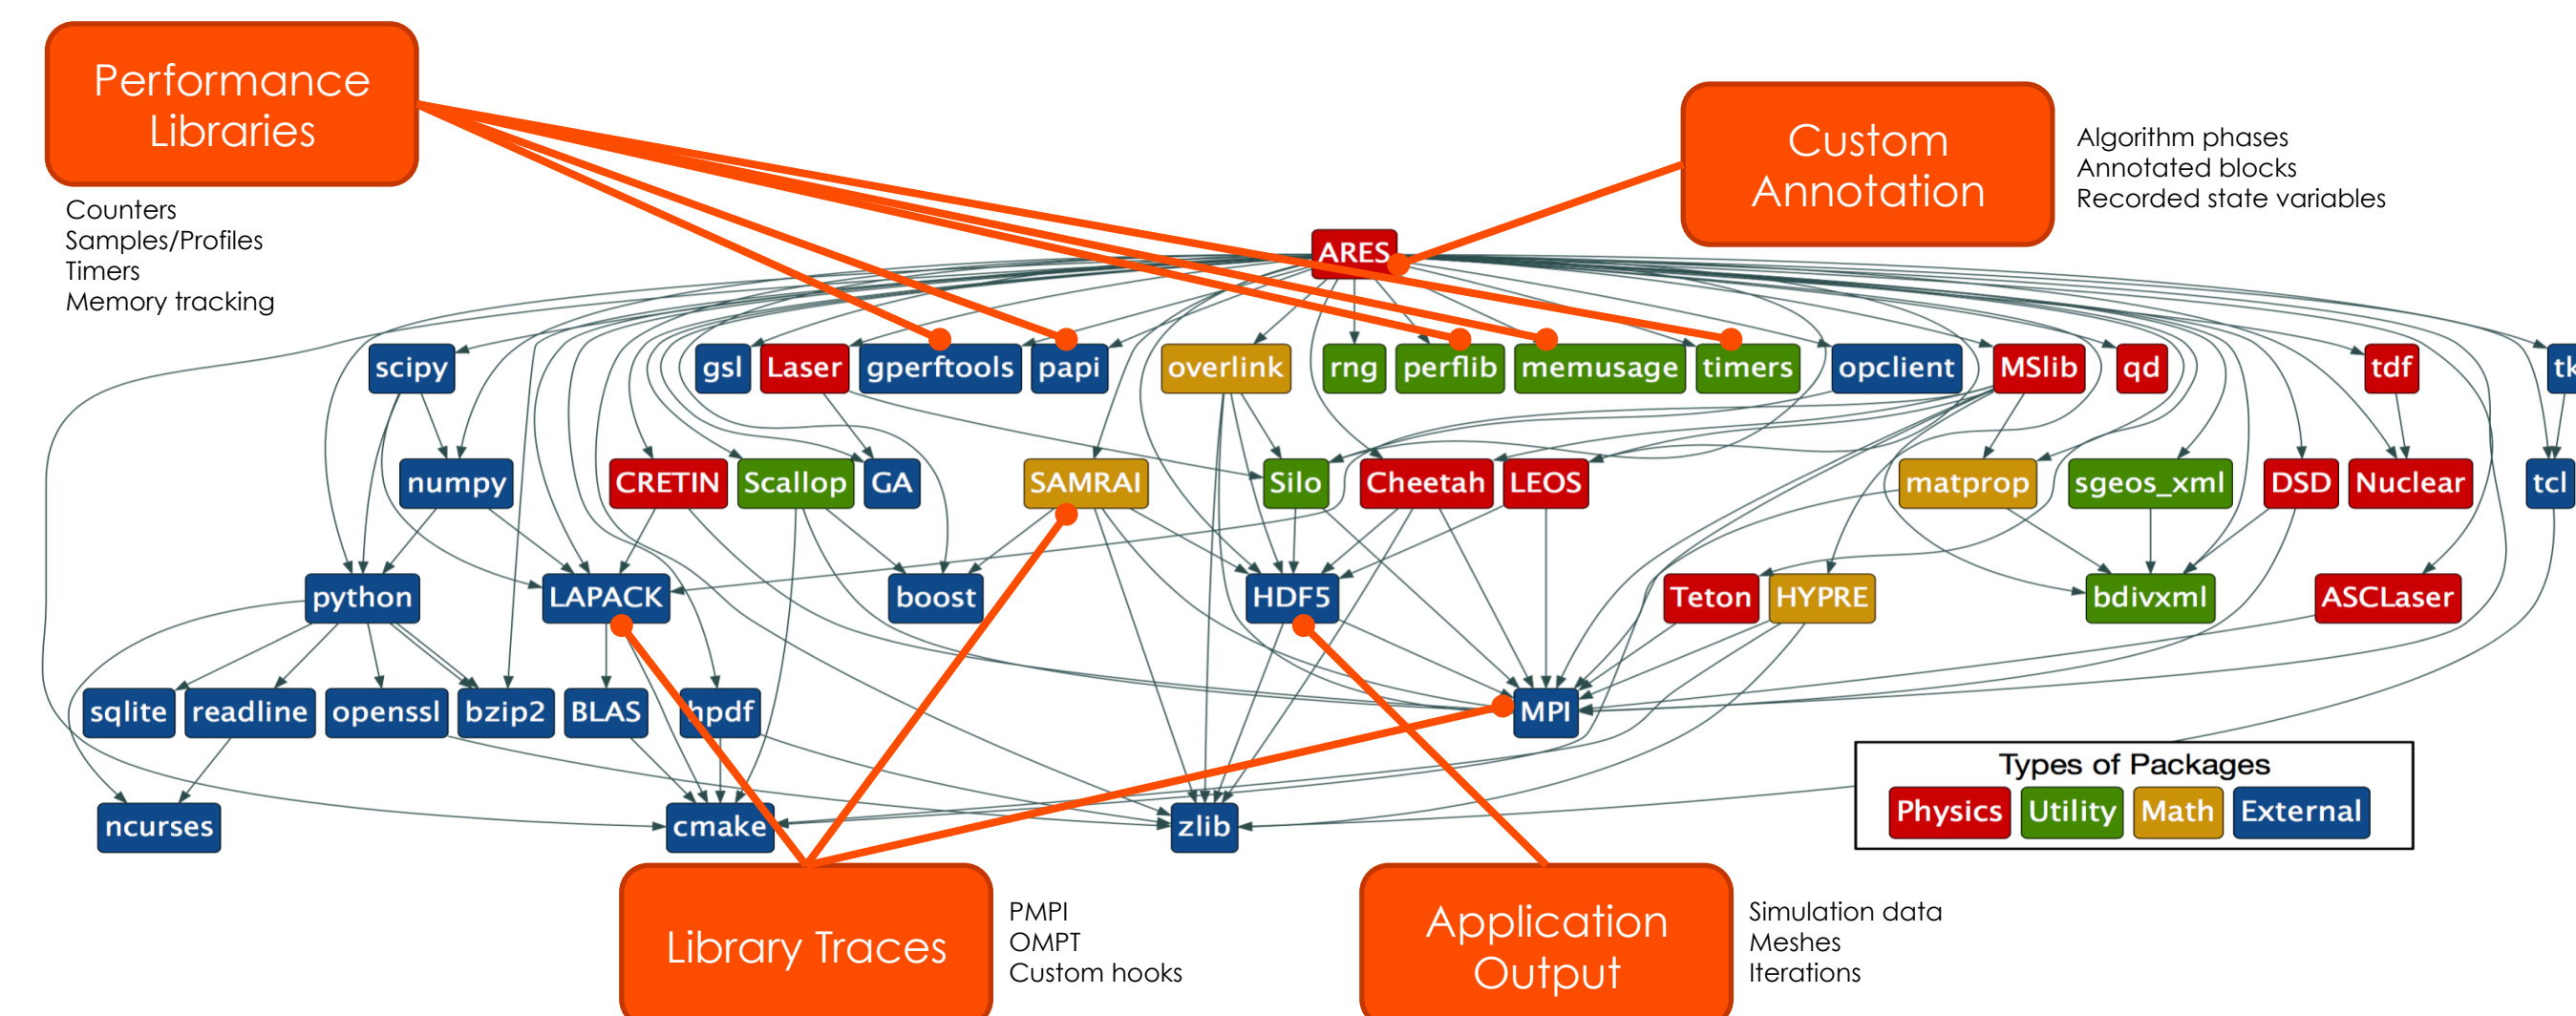 Performance
Libraries
Counters
Samples/Profiles
Timers
Memory tracking
Custom
Annotation
Algorithm phases
Annotated blocks
Recorded state variables
ARES
scipy
gsl
Laser
gperftools
papi
overlink
rng
perflib
memusage
timers
opclient
MSlib
qd
tdf
tk
numpy
CRETIN
Scallop
GA
SAMRAI
Silo
Cheetah
LEOS
matprop
sgeos_xml
DSD
Nuclear
tcl
python
LAPACK
boost
HDF5
Teton
HYPRE
bdivxml
ASCLaser
sqlite
readline
openssl
bzip2
BLAS
hpdf
MPI
ncurses
cmake
zlib
Types of Packages
Physics
Utility
Math
External
Library Traces
PMPI
OMPT
Custom hooks
Application
Output
Simulation data
Meshes
Iterations